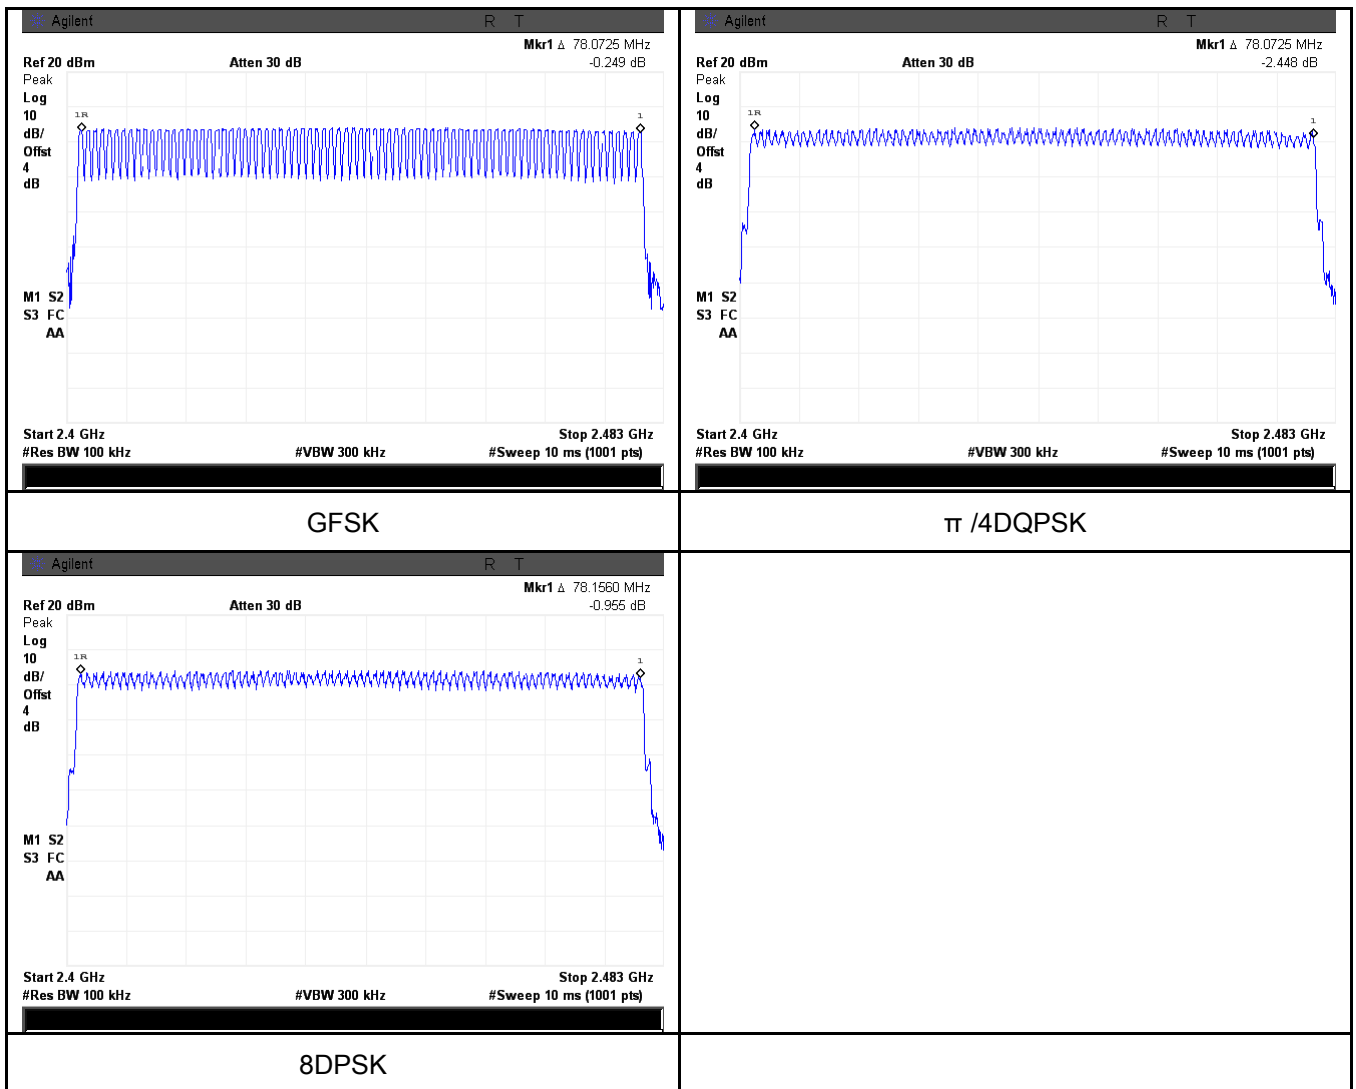 Agilent R T
Mkr1 Δ 78.0725 MHz
Ref 20 dBm Atten 30 dB -0.249 dB
Peak
Log
10
dB/
Offst
4
dB
1R
1
M1 S2
S3 FC
AA
Start 2.4 GHz Stop 2.483 GHz
#Res BW 100 kHz #VBW 300 kHz #Sweep 10 ms (1001 pts)
GFSK
Agilent R T
Mkr1 Δ 78.0725 MHz
Ref 20 dBm Atten 30 dB -2.448 dB
Peak
Log
10
dB/
Offst
4
dB
1R
1
M1 S2
S3 FC
AA
Start 2.4 GHz Stop 2.483 GHz
#Res BW 100 kHz #VBW 300 kHz #Sweep 10 ms (1001 pts)
π /4DQPSK
Agilent R T
Mkr1 Δ 78.1560 MHz
Ref 20 dBm Atten 30 dB -0.955 dB
Peak
Log
10
dB/
Offst
4
dB
1R
1
M1 S2
S3 FC
AA
Start 2.4 GHz Stop 2.483 GHz
#Res BW 100 kHz #VBW 300 kHz #Sweep 10 ms (1001 pts)
8DPSK